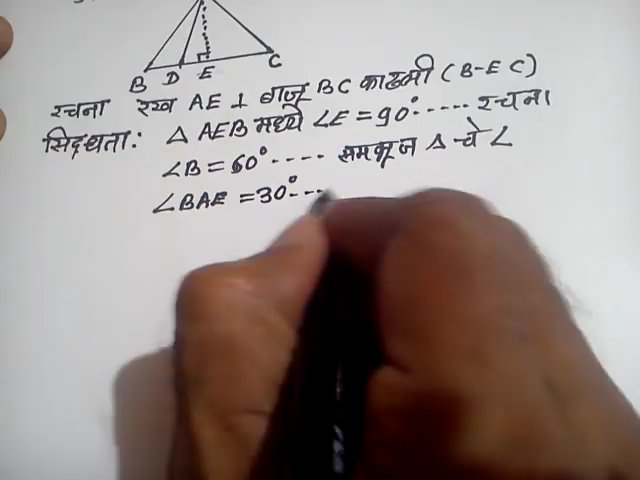 B D E C
रचना रेख AE ⊥ बाजू BC काढली (B-E C)
सिद्धता: △ AEB मध्ये ∠E = 90° ..... रचना
∠B = 60° .... समभूज △ चे ∠
∠BAE = 30° ...